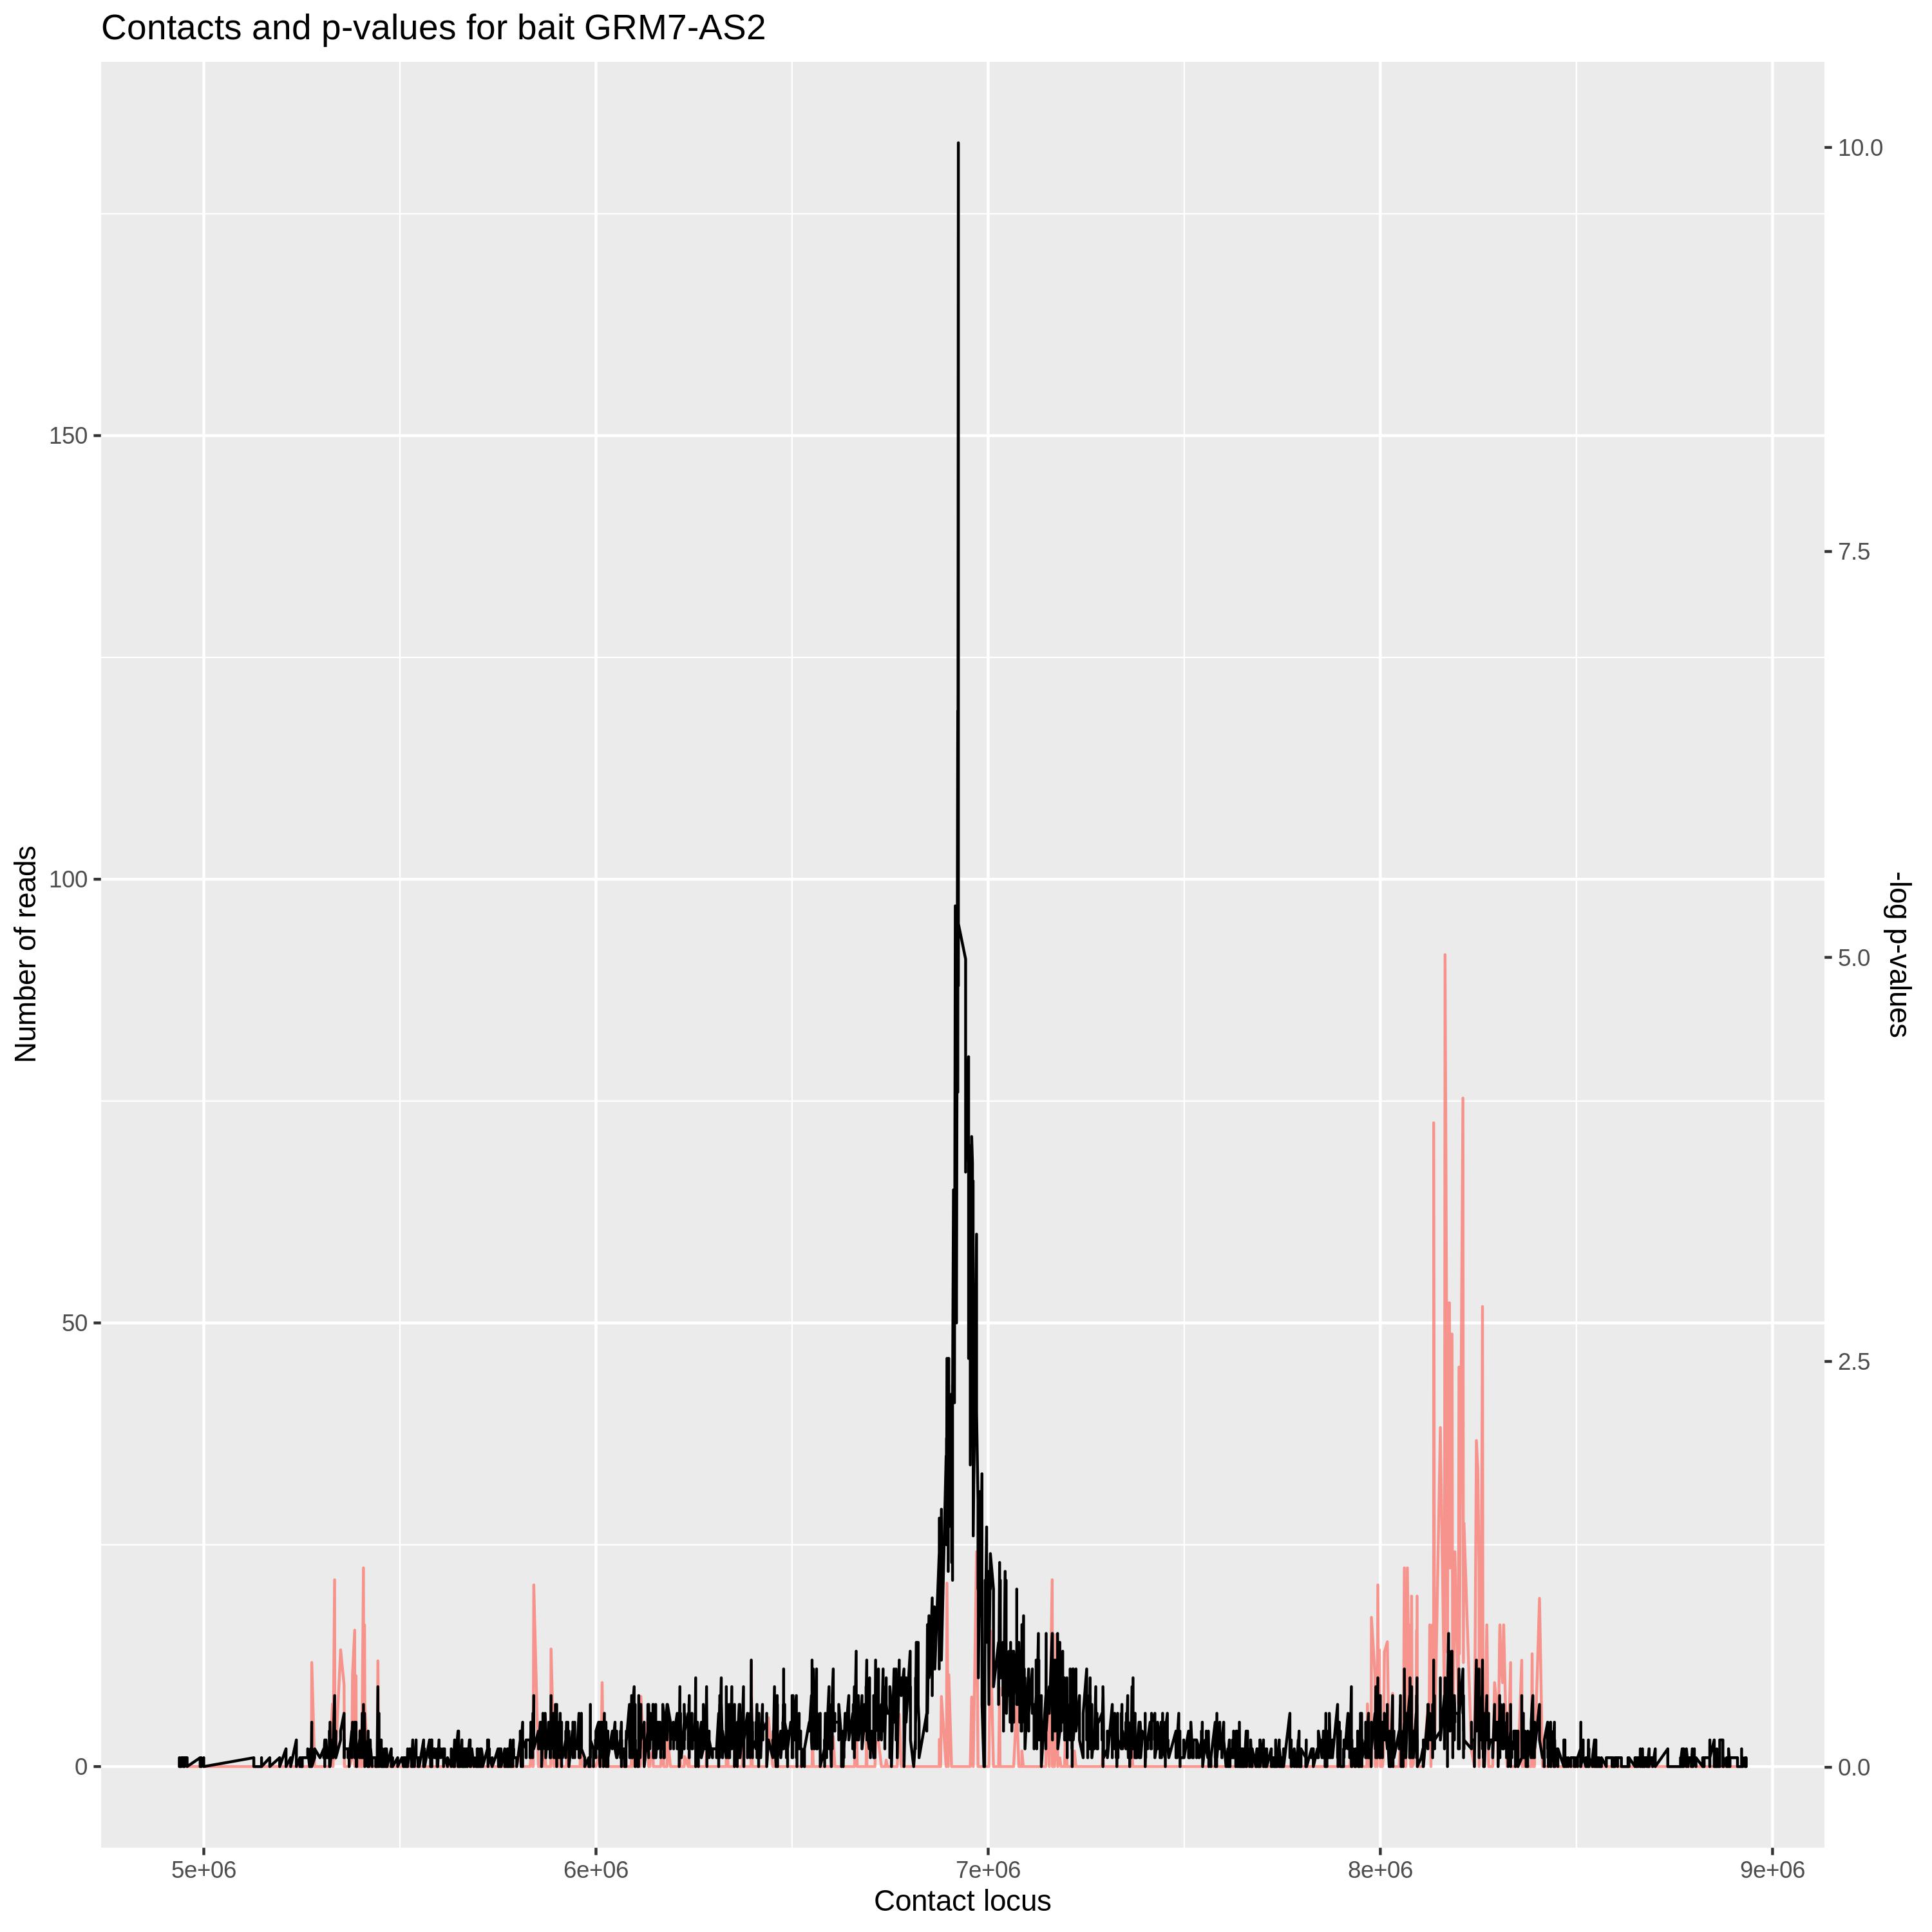 Contacts and p-values for bait GRM7-AS2
Number of reads
150
100
50
0
10.0
7.5
5.0
2.5
0.0
-log p-values
5e+06
6e+06
7e+06
8e+06
9e+06
Contact locus